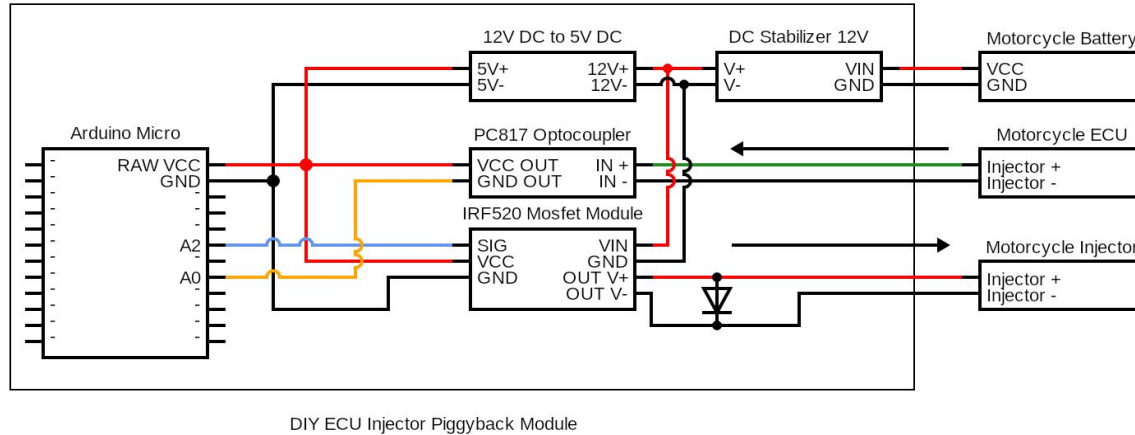 12V DC to 5V DC
5V+ 12V+
5V- 12V-
DC Stabilizer 12V
V+ VIN
V- GND
Motorcycle Battery
VCC
GND
Arduino Micro
RAW VCC
GND
A2
A0
PC817 Optocoupler
VCC OUT IN +
GND OUT IN -
Motorcycle ECU
Injector +
Injector -
IRF520 Mosfet Module
SIG VIN
VCC GND
GND OUT V+
OUT V-
Motorcycle Injector
Injector +
Injector -
DIY ECU Injector Piggyback Module